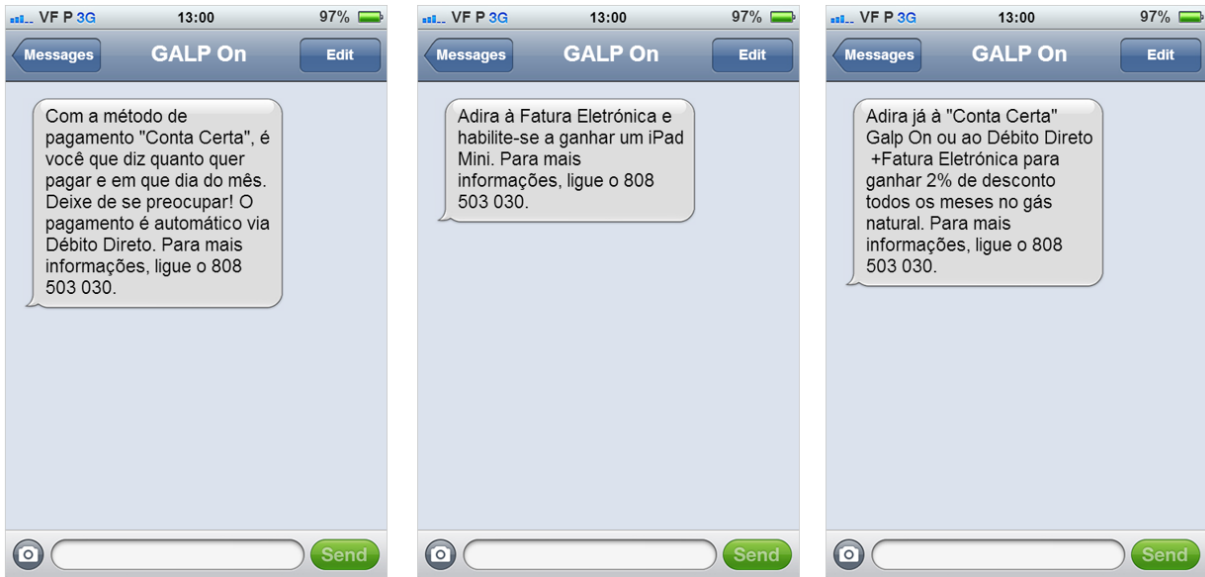 VF P 3G 13:00 97%
Messages GALP On Edit
Com a método de
pagamento "Conta Certa", é
você que diz quanto quer
pagar e em que dia do mês.
Deixe de se preocupar! O
pagamento é automático via
Débito Direto. Para mais
informações, ligue o 808
503 030.
Send
VF P 3G 13:00 97%
Messages GALP On Edit
Adira à Fatura Eletrónica e
habilite-se a ganhar um iPad
Mini. Para mais
informações, ligue o 808
503 030.
Send
VF P 3G 13:00 97%
Messages GALP On Edit
Adira já à "Conta Certa"
Galp On ou ao Débito Direto
+Fatura Eletrónica para
ganhar 2% de desconto
todos os meses no gás
natural. Para mais
informações, ligue o 808
503 030.
Send